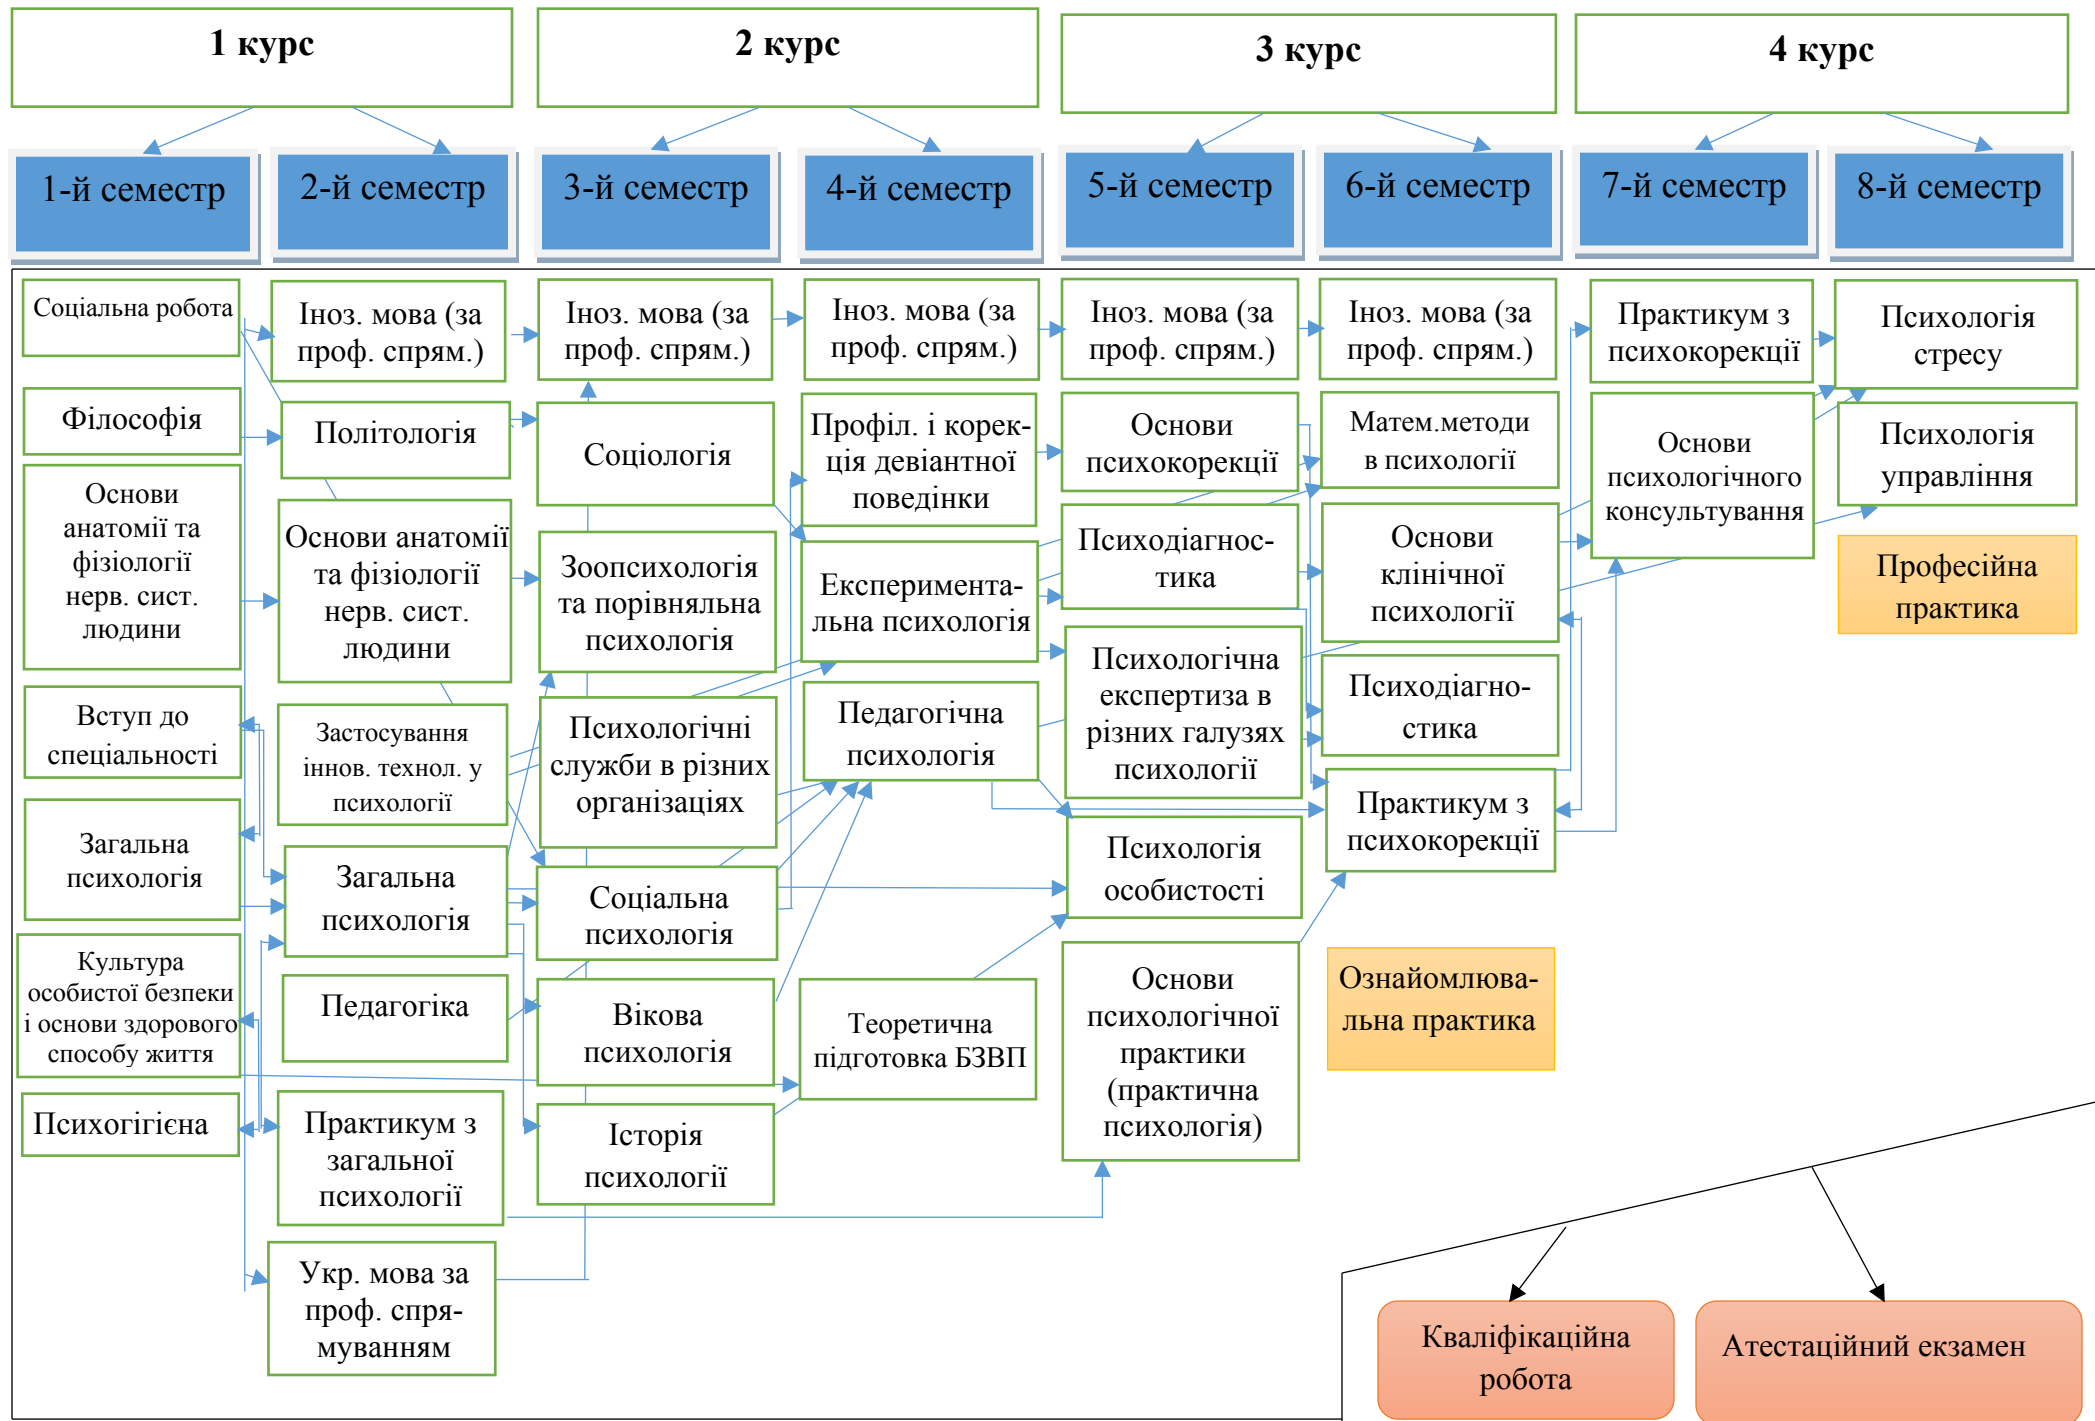 1 курс
2 курс
3 курс
4 курс
1-й семестр
2-й семестр
3-й семестр
4-й семестр
5-й семестр
6-й семестр
7-й семестр
8-й семестр
Соціальна робота
Філософія
Основи
анатомії та
фізіології
нерв. сист.
людини
Вступ до
спеціальності
Загальна
психологія
Культура
особистої безпеки
і основи здорового
способу життя
Психогігієна
Іноз. мова (за
проф. спрям.)
Політологія
Основи анатомії
та фізіології
нерв. сист.
людини
Застосування
іннов. технол. у
психології
Загальна
психологія
Педагогіка
Практикум з
загальної
психології
Укр. мова за
проф. спря-
муванням
Іноз. мова (за
проф. спрям.)
Соціологія
Зоопсихологія
та порівняльна
психологія
Психологічні
служби в різних
організаціях
Соціальна
психологія
Вікова
психологія
Історія
психології
Іноз. мова (за
проф. спрям.)
Профіл. і корек-
ція девіантної
поведінки
Експеримента-
льна психологія
Педагогічна
психологія
Теоретична
підготовка БЗВП
Іноз. мова (за
проф. спрям.)
Основи
психокорекції
Психодіагнос-
тика
Психологічна
експертиза в
різних галузях
психології
Психологія
особистості
Основи
психологічної
практики
(практична
психологія)
Іноз. мова (за
проф. спрям.)
Матем.методи
в психології
Основи
клінічної
психології
Психодіагно-
стика
Практикум з
психокорекції
Ознайомлюва-
льна практика
Практикум з
психокорекції
Основи
психологічного
консультування
Психологія
стресу
Психологія
управління
Професійна
практика
Кваліфікаційна
робота
Атестаційний екзамен